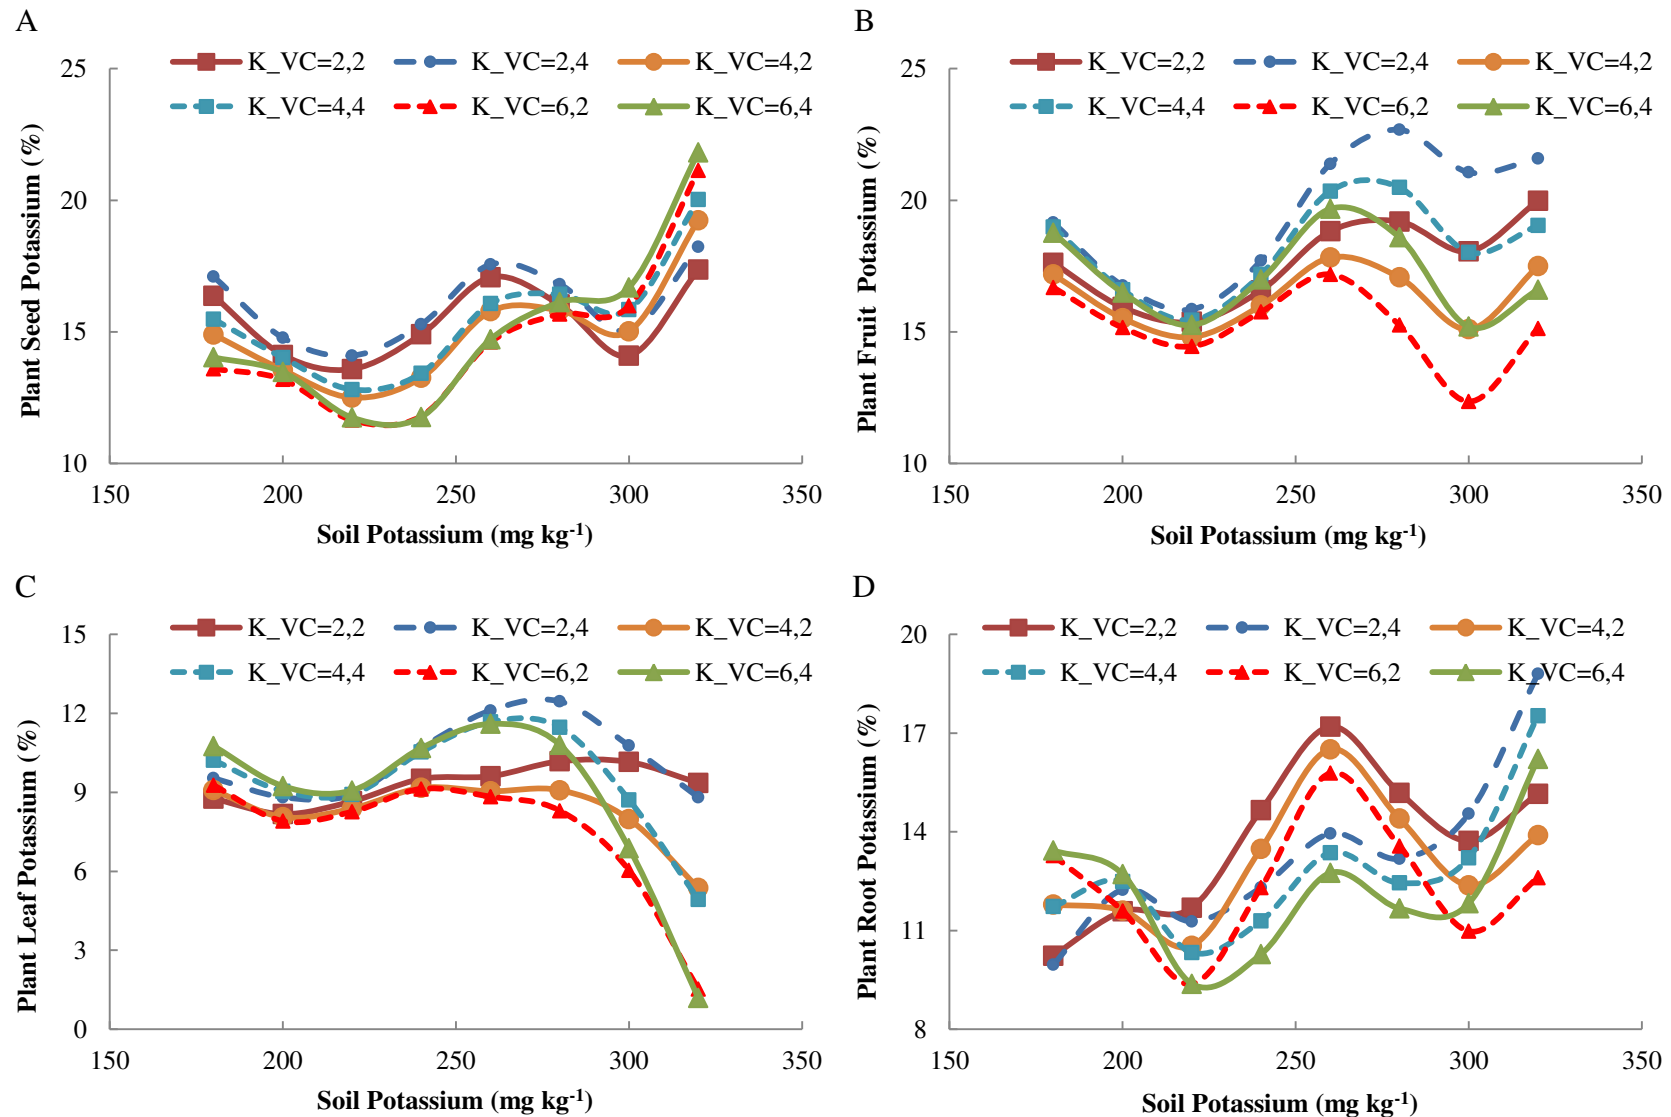 A
K_VC=2,2 K_VC=2,4 K_VC=4,2
K_VC=4,4 K_VC=6,2 K_VC=6,4
Plant Seed Potassium (%)
25
20
15
10
150 200 250 300 350
Soil Potassium (mg kg-1)
B
K_VC=2,2 K_VC=2,4 K_VC=4,2
K_VC=4,4 K_VC=6,2 K_VC=6,4
Plant Fruit Potassium (%)
25
20
15
10
150 200 250 300 350
Soil Potassium (mg kg-1)
C
K_VC=2,2 K_VC=2,4 K_VC=4,2
K_VC=4,4 K_VC=6,2 K_VC=6,4
Plant Leaf Potassium (%)
15
12
9
6
3
0
150 200 250 300 350
Soil Potassium (mg kg-1)
D
K_VC=2,2 K_VC=2,4 K_VC=4,2
K_VC=4,4 K_VC=6,2 K_VC=6,4
Plant Root Potassium (%)
20
17
14
11
8
150 200 250 300 350
Soil Potassium (mg kg-1)